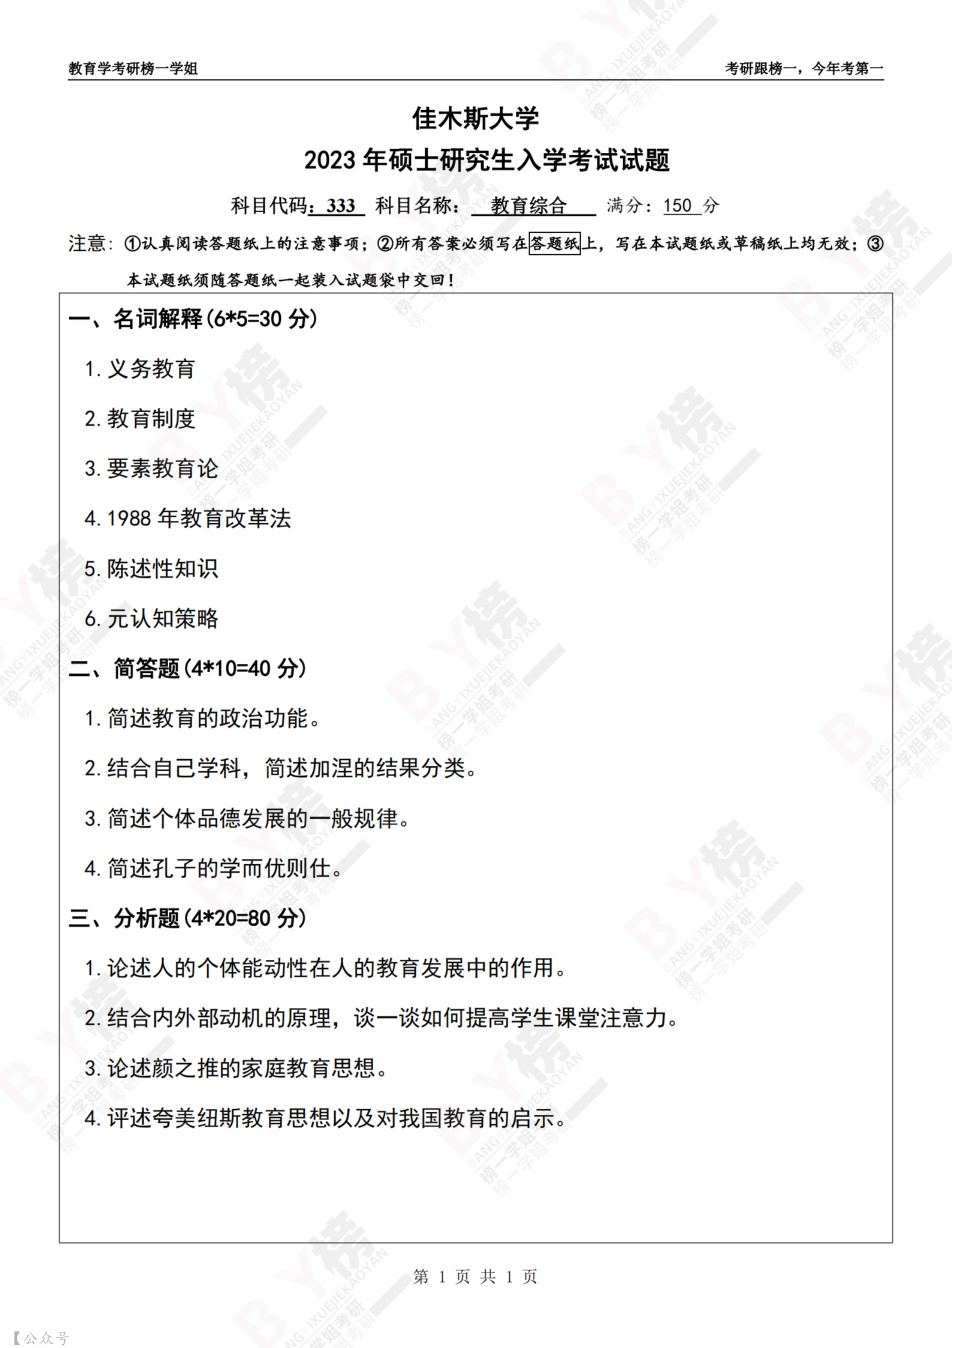 教育学考研榜一学姐 考研跟榜一，今年考第一
佳木斯大学
2023 年硕士研究生入学考试试题
科目代码：333 科目名称： 教育综合 满分：150 分
注意：①认真阅读答题纸上的注意事项；②所有答案必须写在答题纸上，写在本试题纸或草稿纸上均无效；③
本试题纸须随答题纸一起装入试题袋中交回！
一、名词解释(6*5=30 分)
1.义务教育
2.教育制度
3.要素教育论
4.1988 年教育改革法
5.陈述性知识
6.元认知策略
二、简答题(4*10=40 分)
1.简述教育的政治功能。
2.结合自己学科，简述加涅的结果分类。
3.简述个体品德发展的一般规律。
4.简述孔子的学而优则仕。
三、分析题(4*20=80 分)
1.论述人的个体能动性在人的教育发展中的作用。
2.结合内外部动机的原理，谈一谈如何提高学生课堂注意力。
3.论述颜之推的家庭教育思想。
4.评述夸美纽斯教育思想以及对我国教育的启示。
第 1 页 共 1 页
【公众号
BY榜
BANGYIXUEJIEKAOYAN
榜一学姐考研